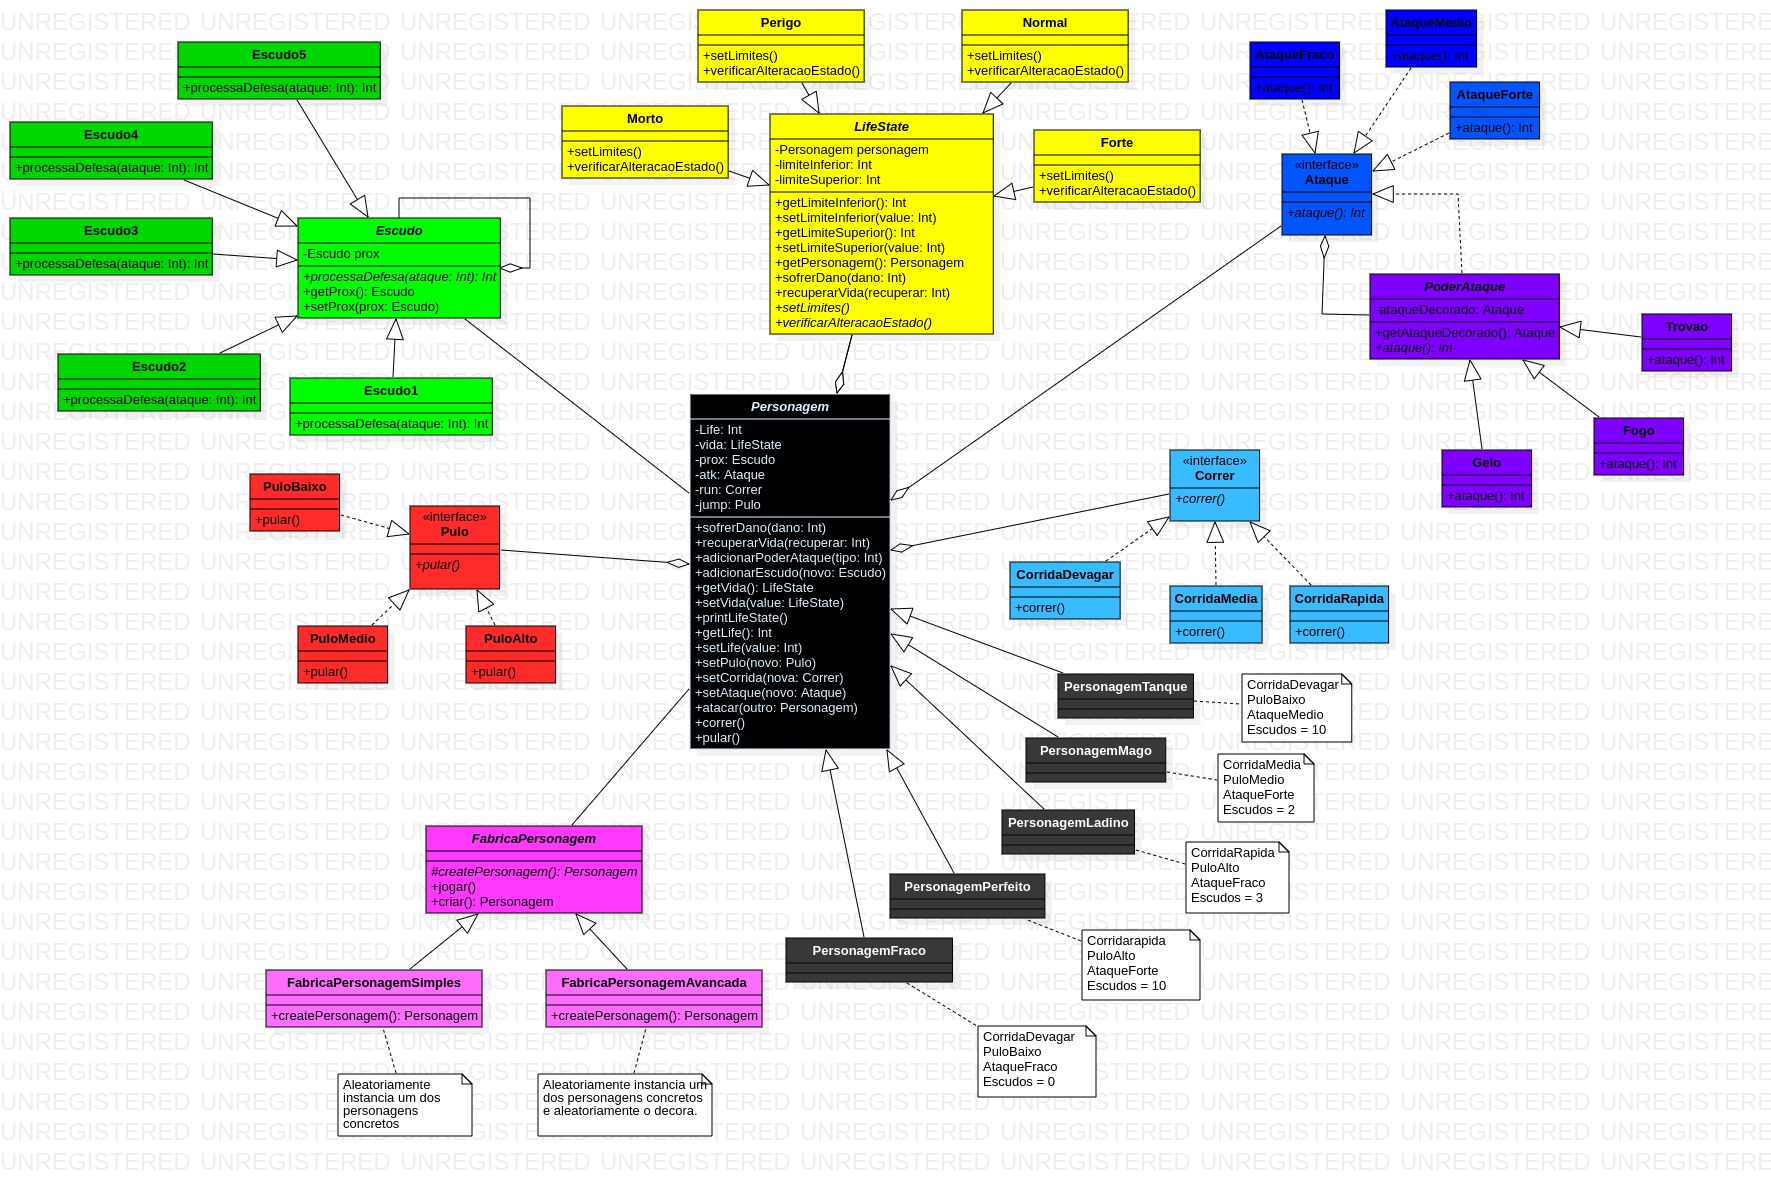 Perigo
+setLimites()
+verificarAlteracaoEstado()
Normal
+setLimites()
+verificarAlteracaoEstado()
Morto
+setLimites()
+verificarAlteracaoEstado()
Forte
+setLimites()
+verificarAlteracaoEstado()
LifeState
-Personagem personagem
-limiteInferior: Int
-limiteSuperior: Int
+getLimiteInferior(): Int
+setLimiteInferior(value: Int)
+getLimiteSuperior(): Int
+setLimiteSuperior(value: Int)
+getPersonagem(): Personagem
+sofrerDano(dano: Int)
+recuperarVida(recuperar: Int)
+setLimites()
+verificarAlteracaoEstado()
Escudo5
+processaDefesa(ataque: Int): Int
Escudo4
+processaDefesa(ataque: Int): Int
Escudo3
+processaDefesa(ataque: Int): Int
Escudo
-Escudo prox
+processaDefesa(ataque: Int): Int
+getProx(): Escudo
+setProx(prox: Escudo)
Escudo2
+processaDefesa(ataque: Int): Int
Escudo1
+processaDefesa(ataque: Int): Int
AtaqueMedio
+ataque(): Int
AtaqueFraco
+ataque(): Int
AtaqueForte
+ataque(): Int
«interface»
Ataque
+ataque(): Int
PoderAtaque
-ataqueDecorado: Ataque
+getAtaqueDecorado(): Ataque
+ataque(): Int
Trovao
+ataque(): Int
Fogo
+ataque(): Int
Gelo
+ataque(): Int
Personagem
-Life: Int
-vida: LifeState
-prox: Escudo
-atk: Ataque
-run: Correr
-jump: Pulo
+sofrerDano(dano: Int)
+recuperarVida(recuperar: Int)
+adicionarPoderAtaque(tipo: Int)
+adicionarEscudo(novo: Escudo)
+getVida(): LifeState
+setVida(value: LifeState)
+printLifeState()
+getLife(): Int
+setLife(value: Int)
+setPulo(novo: Pulo)
+setCorrida(nova: Correr)
+setAtaque(novo: Ataque)
+atacar(outro: Personagem)
+correr()
+pular()
PuloBaixo
+pular()
«interface»
Pulo
+pular()
PuloMedio
+pular()
PuloAlto
+pular()
«interface»
Correr
+correr()
CorridaDevagar
+correr()
CorridaMedia
+correr()
CorridaRapida
+correr()
PersonagemTanque
CorridaDevagar
PuloBaixo
AtaqueMedio
Escudos = 10
PersonagemMago
CorridaMedia
PuloMedio
AtaqueForte
Escudos = 2
PersonagemLadino
CorridaRapida
PuloAlto
AtaqueFraco
Escudos = 3
PersonagemPerfeito
Corridarapida
PuloAlto
AtaqueForte
Escudos = 10
PersonagemFraco
CorridaDevagar
PuloBaixo
AtaqueFraco
Escudos = 0
FabricaPersonagem
#createPersonagem(): Personagem
+jogar()
+criar(): Personagem
FabricaPersonagemSimples
+createPersonagem(): Personagem
FabricaPersonagemAvancada
+createPersonagem(): Personagem
Aleatoriamente
instancia um dos
personagens
concretos
Aleatoriamente instancia um
dos personagens concretos
e aleatoriamente o decora.
UNREGISTERED